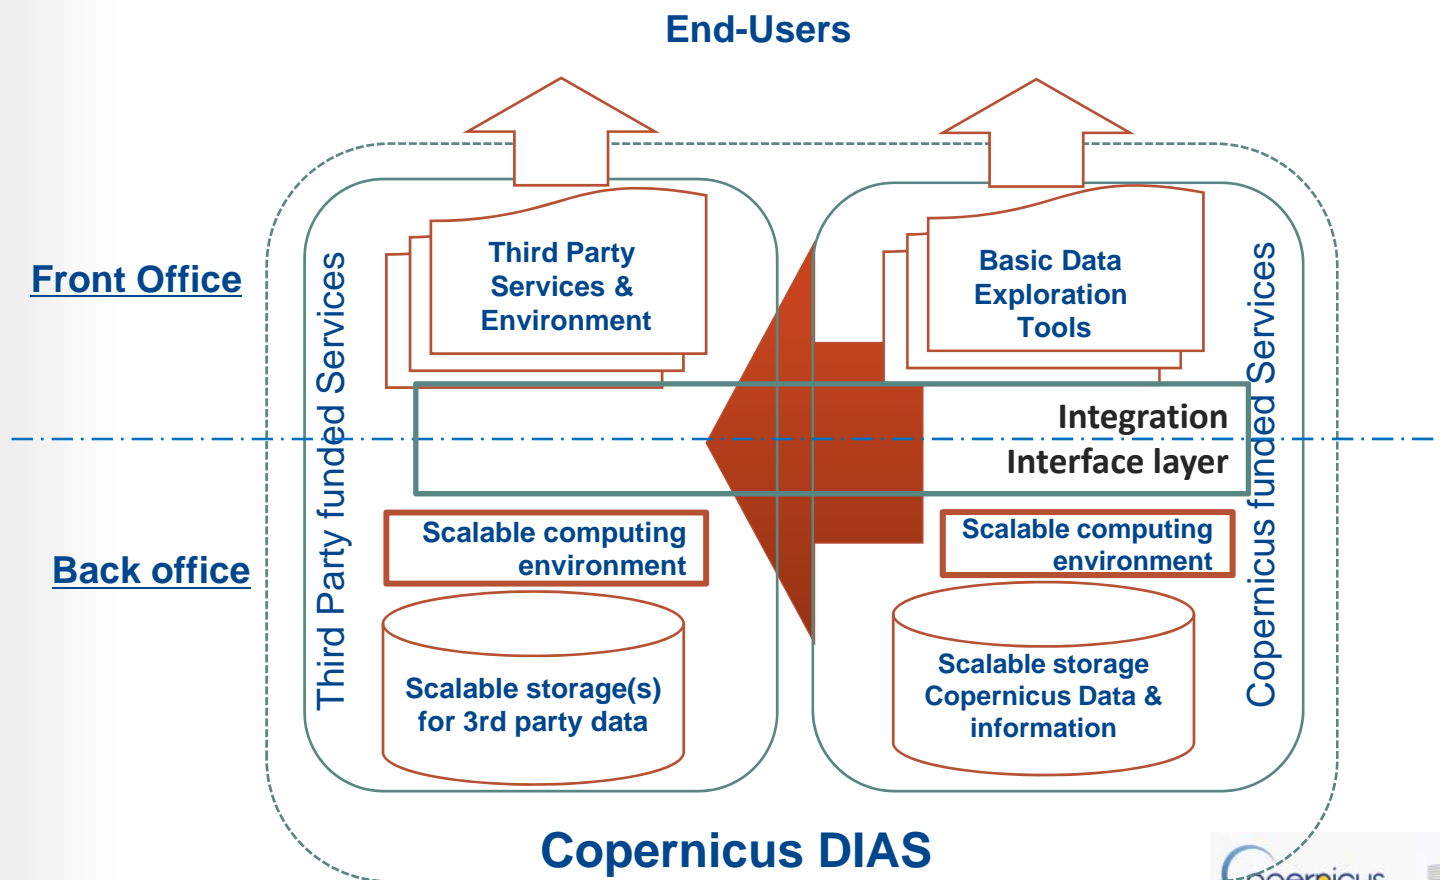 End-Users
Front Office
Third Party funded Services
Third Party
Services &
Environment
Basic Data
Exploration
Tools
Copernicus funded Services
Integration
Interface layer
Back office
Scalable computing
environment
Scalable computing
environment
Scalable storage(s)
for 3rd party data
Scalable storage
Copernicus Data &
information
Copernicus DIAS